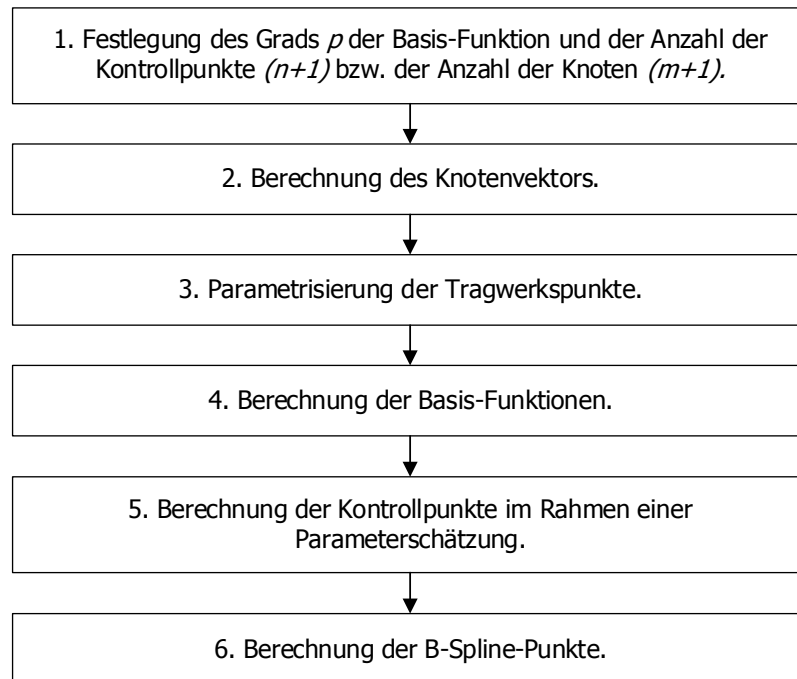 1. Festlegung des Grads p der Basis-Funktion und der Anzahl der
Kontrollpunkte (n+1) bzw. der Anzahl der Knoten (m+1).
2. Berechnung des Knotenvektors.
3. Parametrisierung der Tragwerkspunkte.
4. Berechnung der Basis-Funktionen.
5. Berechnung der Kontrollpunkte im Rahmen einer
Parameterschätzung.
6. Berechnung der B-Spline-Punkte.